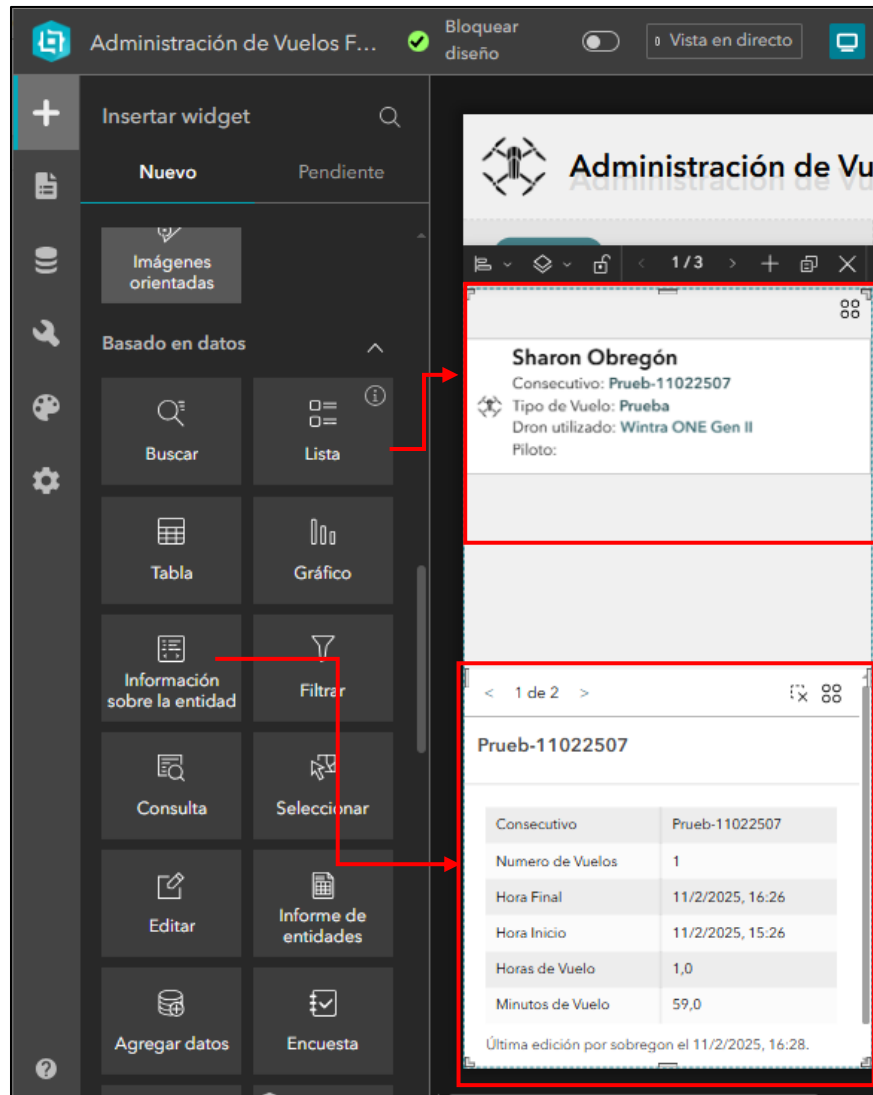 Administración de Vuelos F...
Bloquear
diseño
Vista en directo
Insertar widget
Nuevo
Pendiente
Imágenes
orientadas
Basado en datos
Buscar
Lista
Tabla
Gráfico
Información
sobre la entidad
Filtrar
Consulta
Seleccionar
Editar
Informe de
entidades
Agregar datos
Encuesta
Administración de Vu
1/3
Sharon Obregón
Consecutivo: Prueb-11022507
Tipo de Vuelo: Prueba
Dron utilizado: Wintra ONE Gen II
Piloto:
< 1 de 2 >
Prueb-11022507
Consecutivo Prueb-11022507
Numero de Vuelos 1
Hora Final 11/2/2025, 16:26
Hora Inicio 11/2/2025, 15:26
Horas de Vuelo 1,0
Minutos de Vuelo 59,0
Última edición por sobregon el 11/2/2025, 16:28.